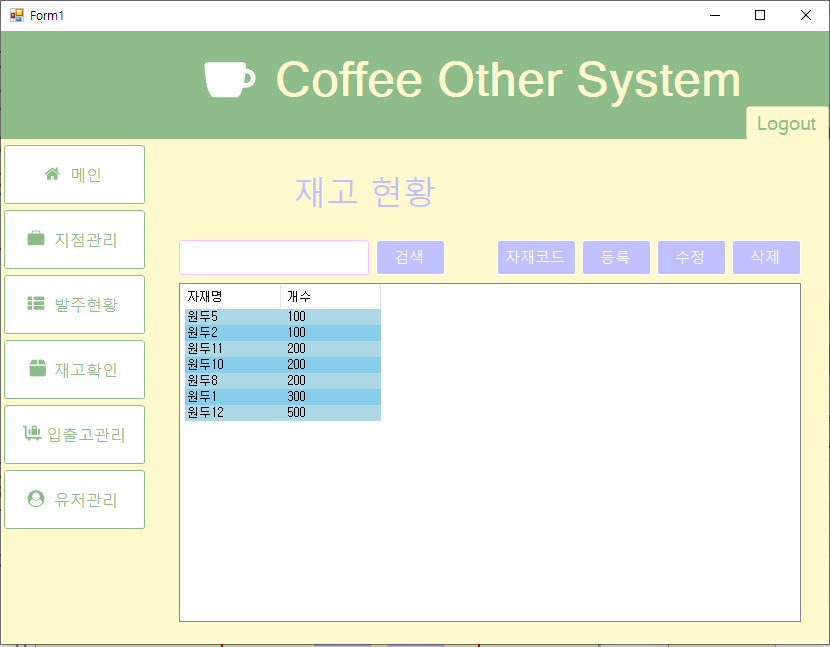 Form1
Coffee Other System
Logout
메인
지점관리
발주현황
재고확인
입출고관리
유저관리
재고 현황
검색 자재코드 등록 수정 삭제
자재명 개수
원두5 100
원두2 100
원두11 200
원두10 200
원두8 200
원두1 300
원두12 500